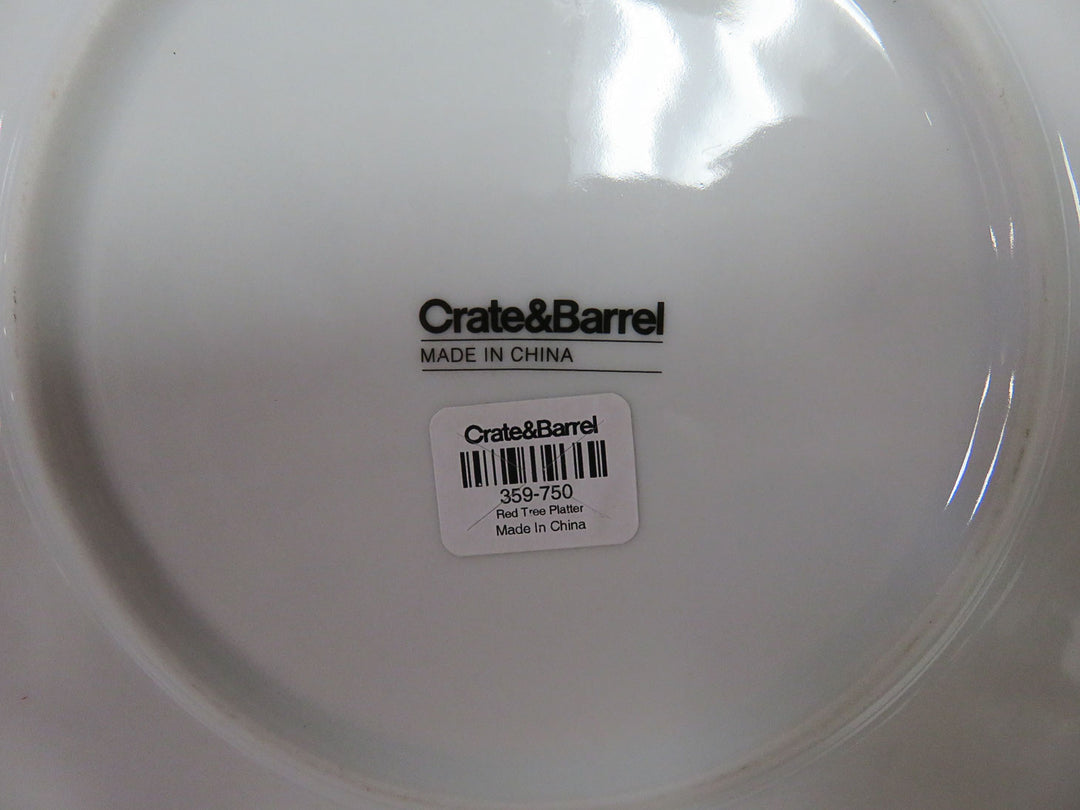 Crate&Barrel
MADE IN CHINA
Crate&Barrel
359-750
Red Tree Platter
Made In China